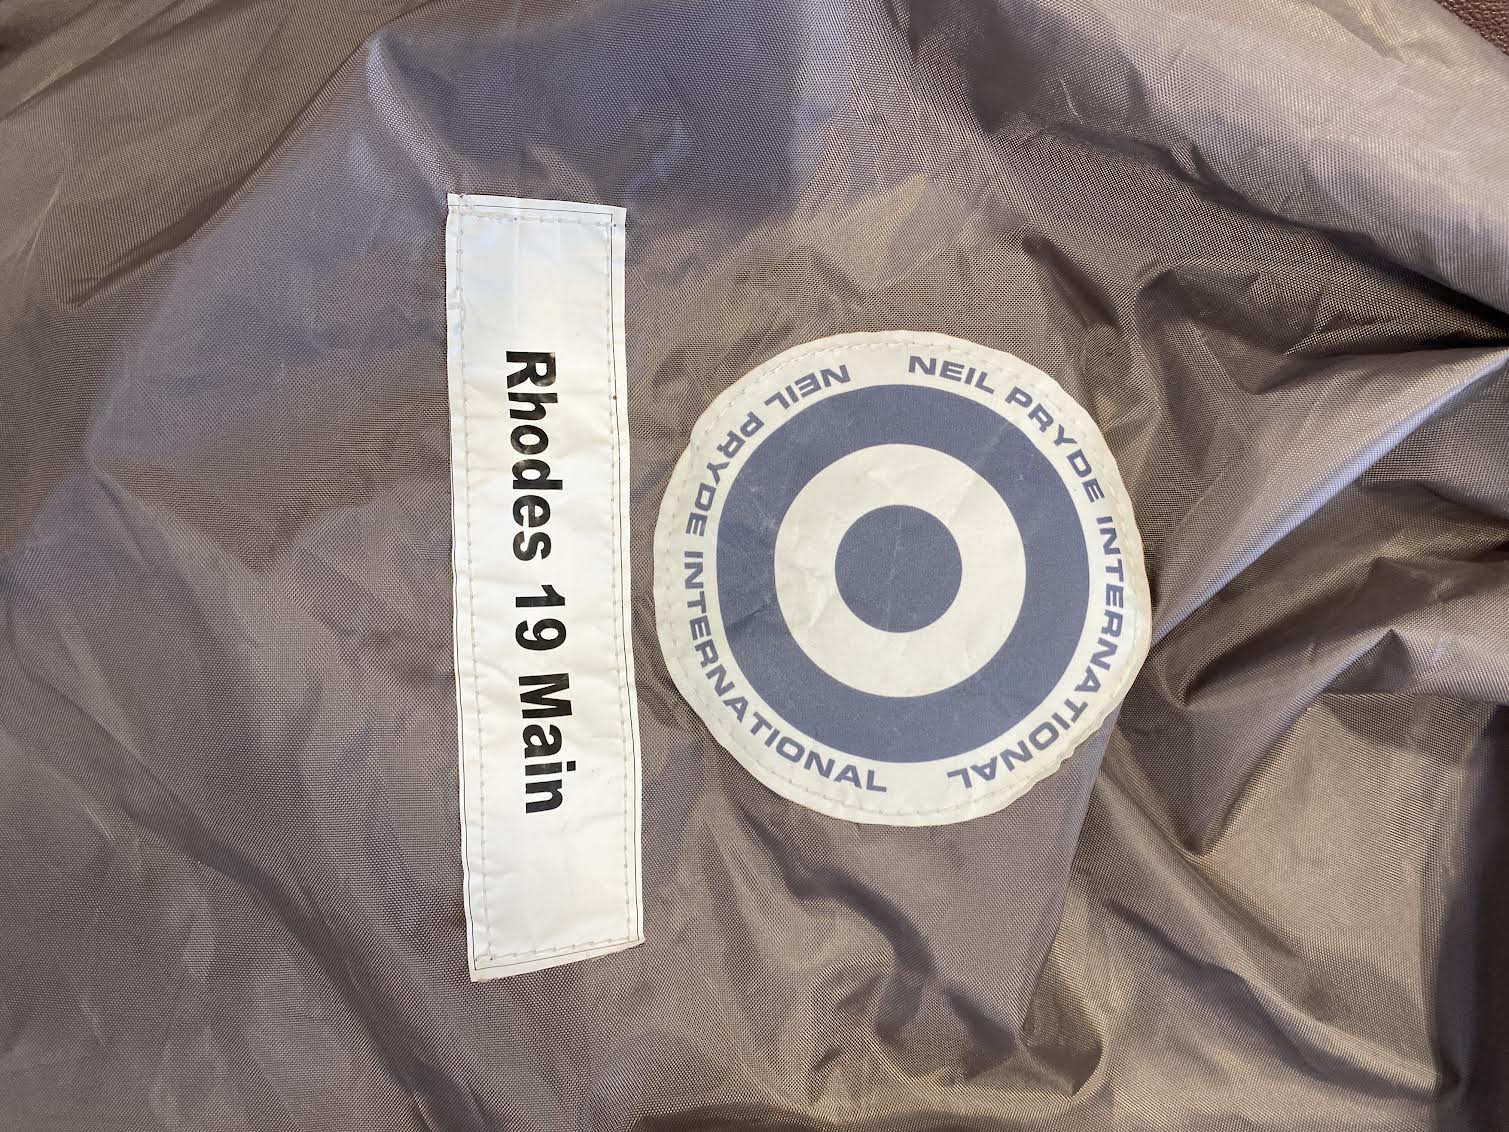 NEIL PRYDE INTERNATIONAL
NEIL PRYDE INTERNATIONAL
Rhodes 19 Main